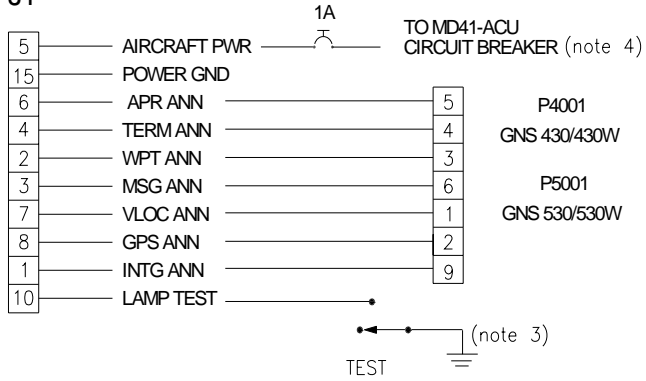 1A
5 AIRCRAFT PWR TO MD41-ACU
CIRCUIT BREAKER (note 4)
15 POWER GND
6 APR ANN 5 P4001
4 TERM ANN 4 GNS 430/430W
2 WPT ANN 3
3 MSG ANN 6 P5001
7 VLOC ANN 1 GNS 530/530W
8 GPS ANN 2
1 INTG ANN 9
10 LAMP TEST
(note 3)
TEST